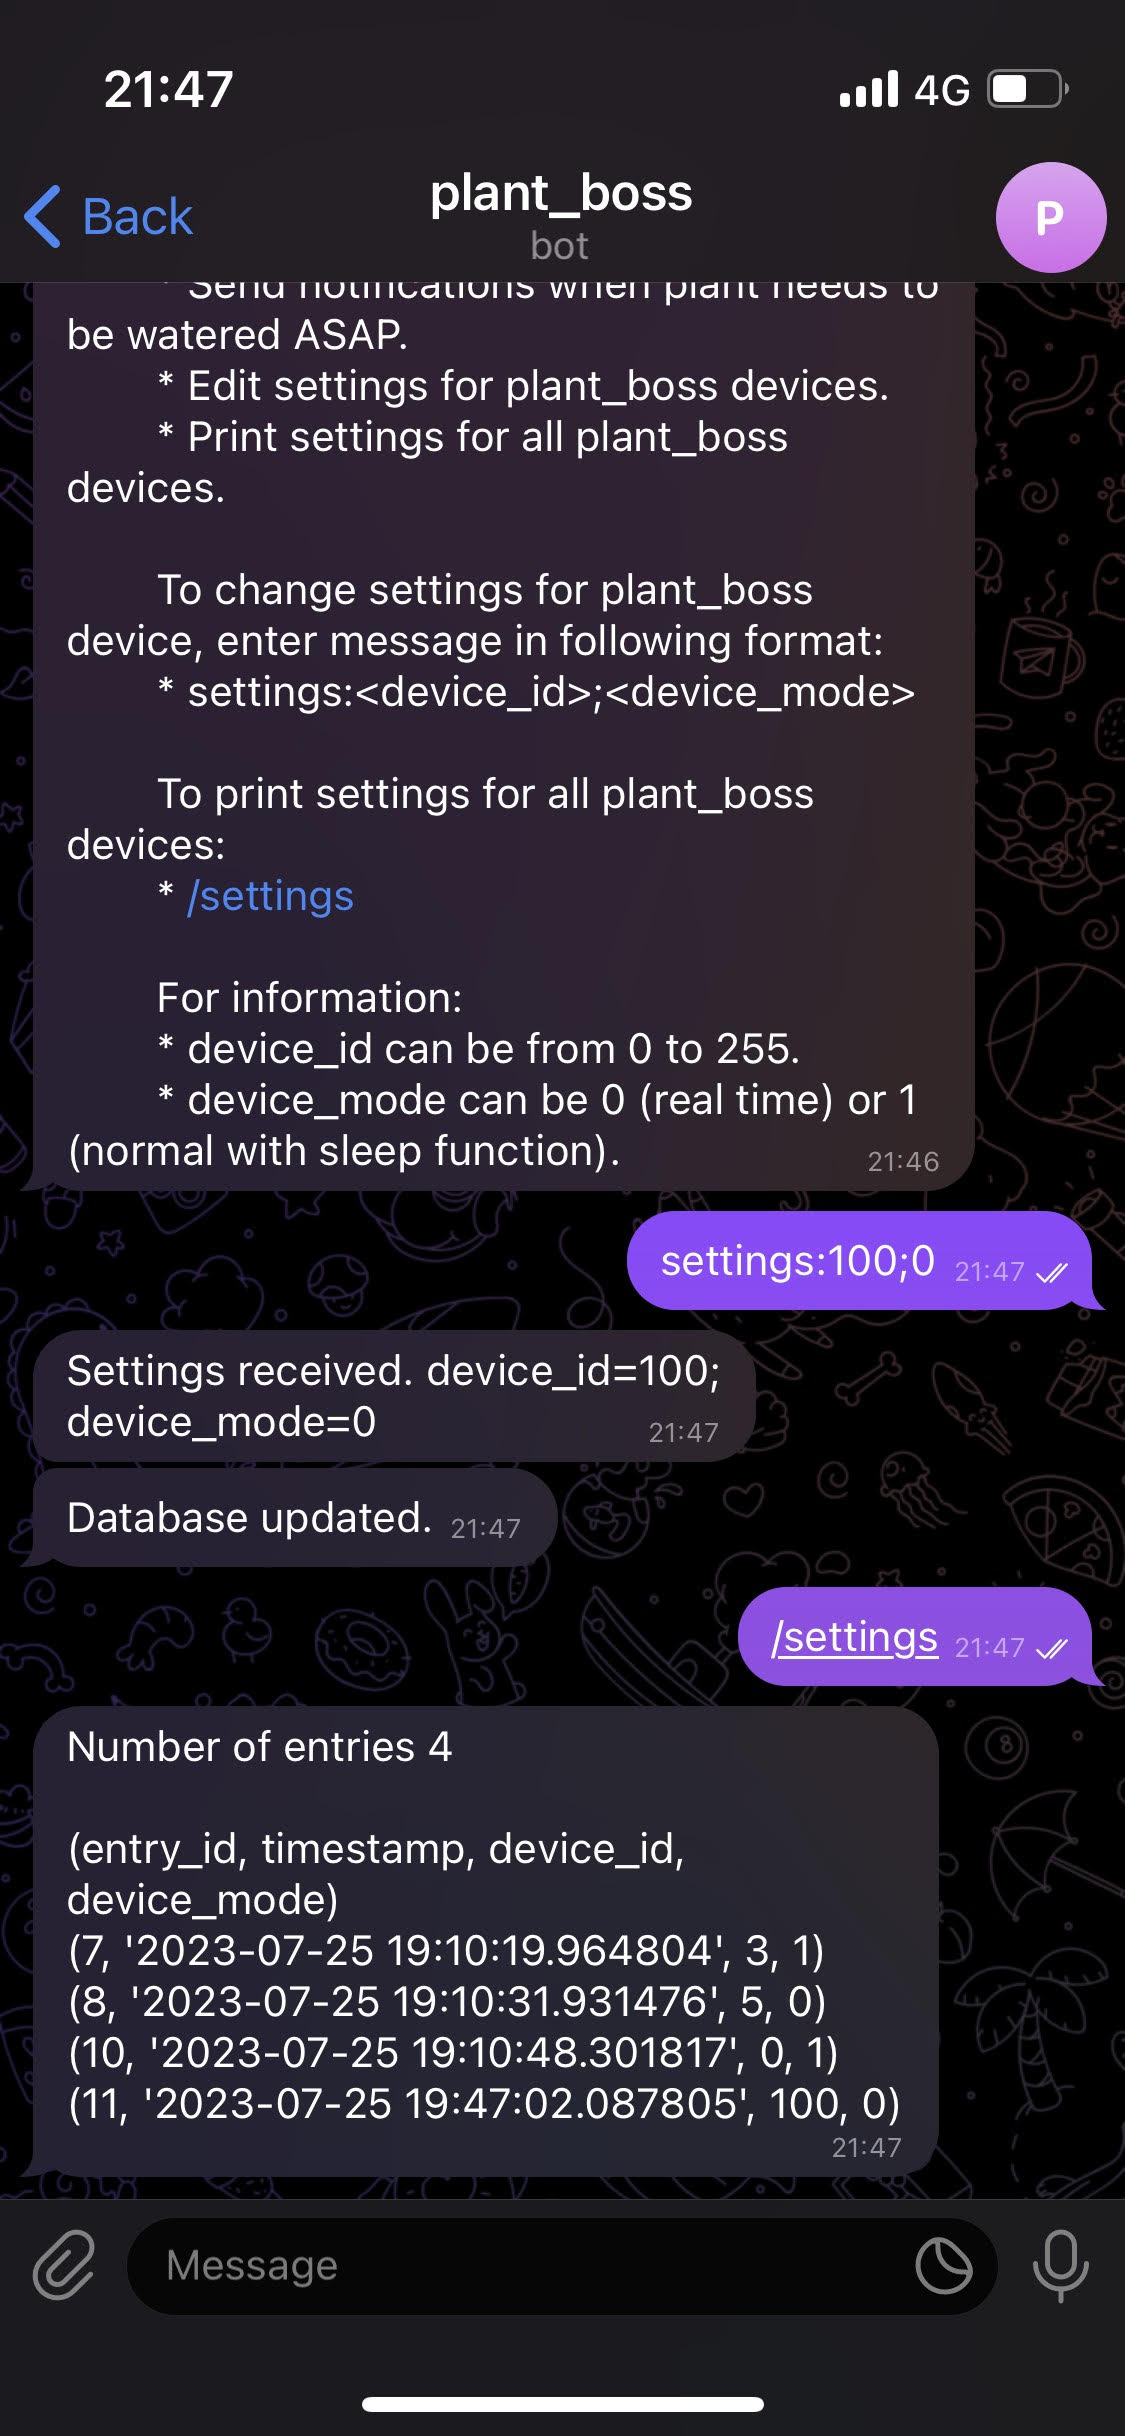 21:47
4G
Back
plant_boss
bot
P
* Send notifications when plant needs to
be watered ASAP.
* Edit settings for plant_boss devices.
* Print settings for all plant_boss
devices.
To change settings for plant_boss
device, enter message in following format:
* settings:<device_id>;<device_mode>
To print settings for all plant_boss
devices:
* /settings
For information:
* device_id can be from 0 to 255.
* device_mode can be 0 (real time) or 1
(normal with sleep function).
21:46
settings:100;0 21:47
Settings received. device_id=100;
device_mode=0 21:47
Database updated. 21:47
/settings 21:47
Number of entries 4
(entry_id, timestamp, device_id,
device_mode)
(7, '2023-07-25 19:10:19.964804', 3, 1)
(8, '2023-07-25 19:10:31.931476', 5, 0)
(10, '2023-07-25 19:10:48.301817', 0, 1)
(11, '2023-07-25 19:47:02.087805', 100, 0)
21:47
Message